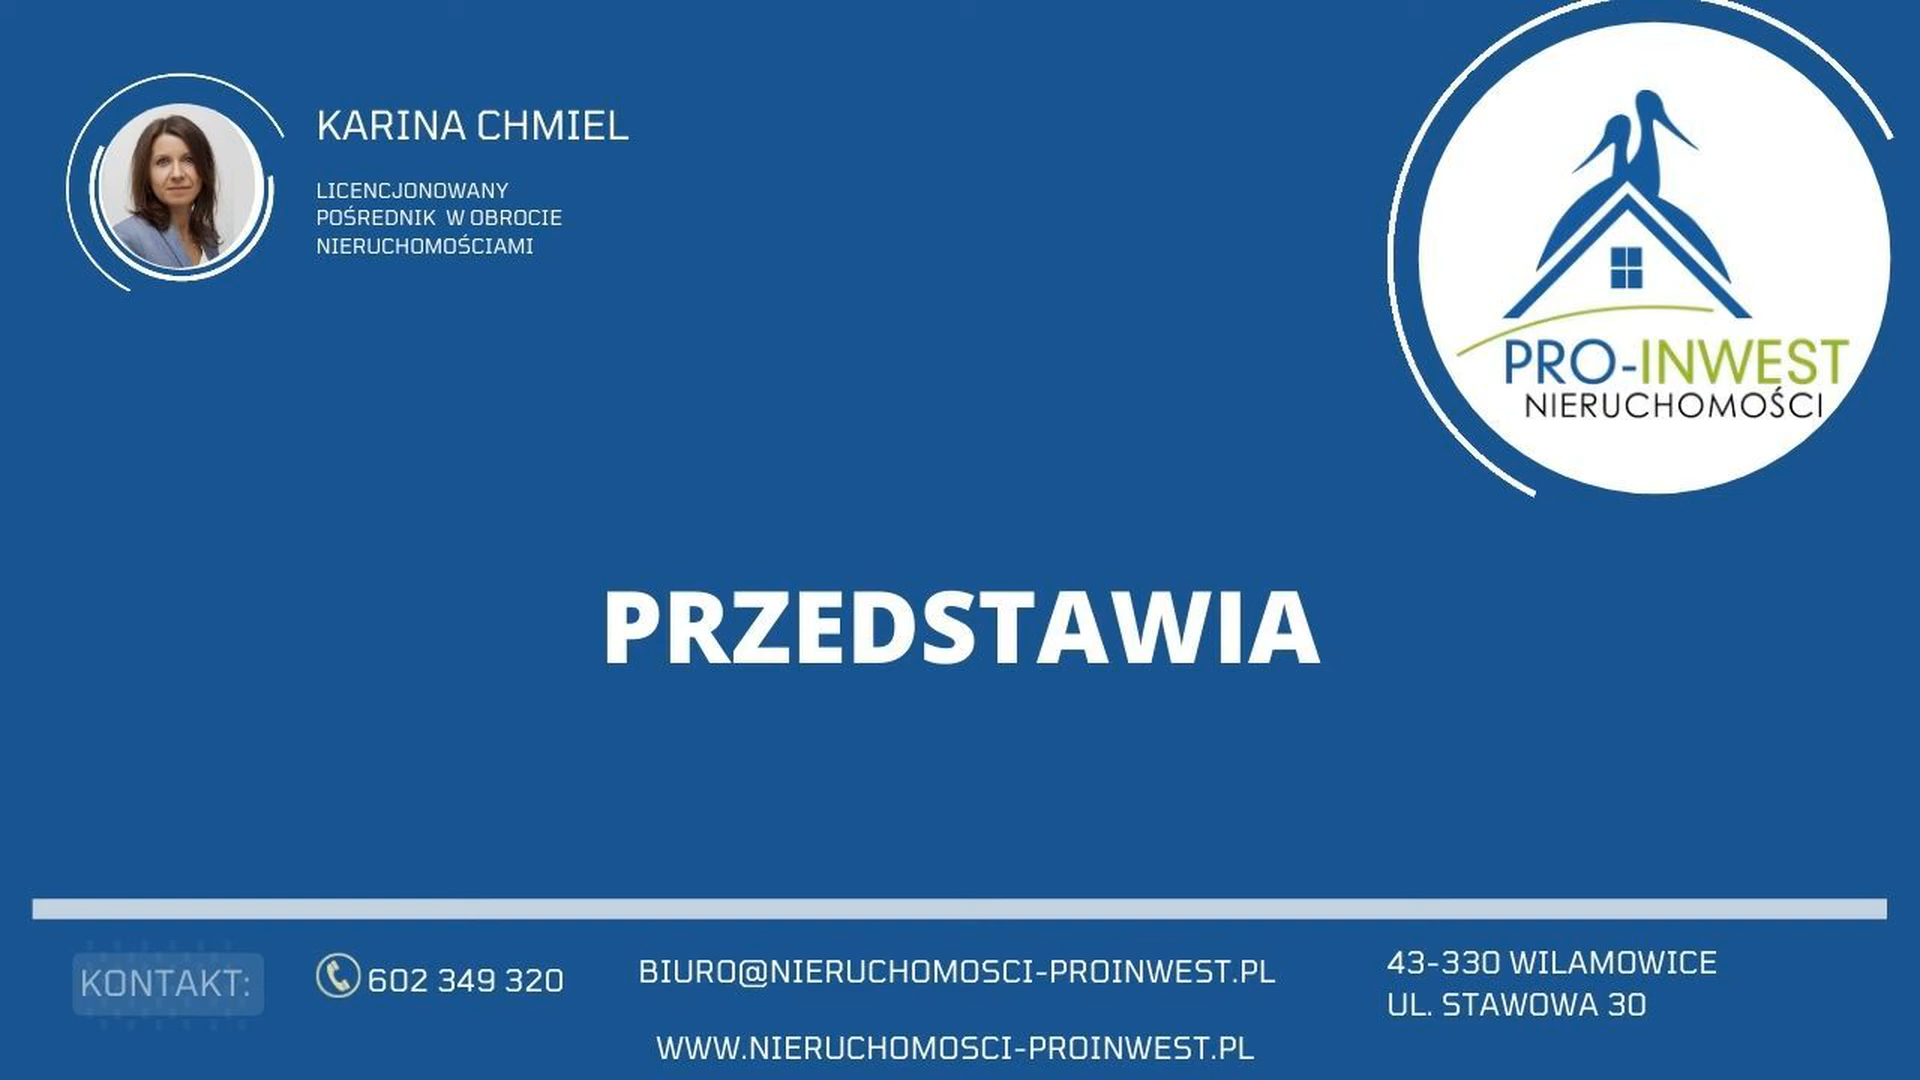 KARINA CHMIEL
LICENCJONOWANY
POŚREDNIK W OBROCIE
NIERUCHOMOŚCIAMI
PRO-INWEST
NIERUCHOMOŚCI
PRZEDSTAWIA
KONTAKT:
602 349 320
BIURO@NIERUCHOMOSCI-PROINWEST.PL
WWW.NIERUCHOMOSCI-PROINWEST.PL
43-330 WILAMOWICE
UL. STAWOWA 30